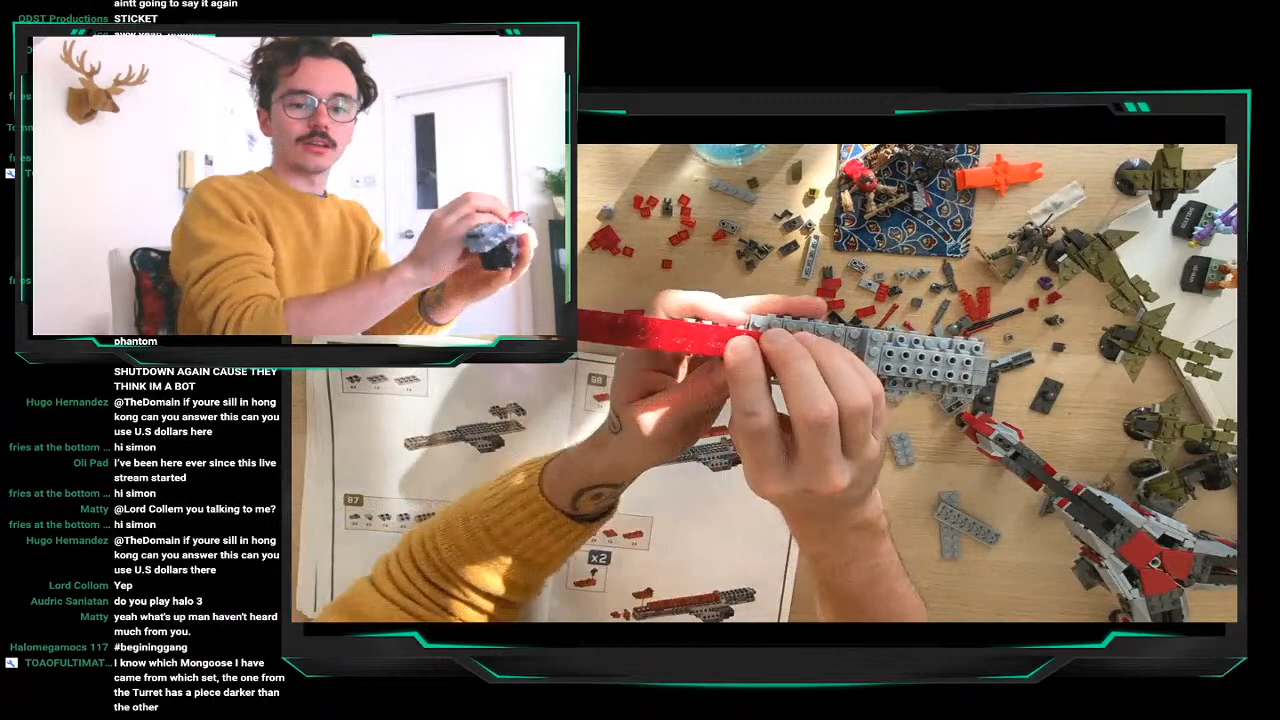 aintt going to say it again
ODST Productions STICKET
phantom
SHUTDOWN AGAIN CAUSE THEY
THINK IM A BOT
Hugo Hernandez @TheDomain if youre sill in hong
kong can you answer this can you
use U.S dollars here
fries at the bottom ... hi simon
Oli Pad I've been here ever since this live
stream started
fries at the bottom ... hi simon
Matty @Lord Collem you talking to me?
fries at the bottom ... hi simon
Hugo Hernandez @TheDomain if youre sill in hong
kong can you answer this can you
use U.S dollars there
Lord Collom Yep
Audric Saniatan do you play halo 3
Matty yeah what's up man haven't heard
much from you.
Halomegamocs 117 #begininggang
TOAOFULTIMAT... I know which Mongoose I have
came from which set, the one from
the Turret has a piece darker than
the other
98
87
x2